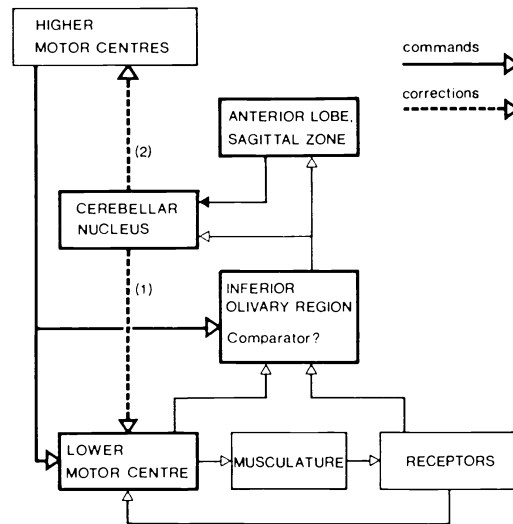 HIGHER
MOTOR CENTRES
commands
corrections
ANTERIOR LOBE,
SAGITTAL ZONE
(2)
CEREBELLAR
NUCLEUS
(1)
INFERIOR
OLIVARY REGION
Comparator?
LOWER
MOTOR CENTRE
MUSCULATURE
RECEPTORS